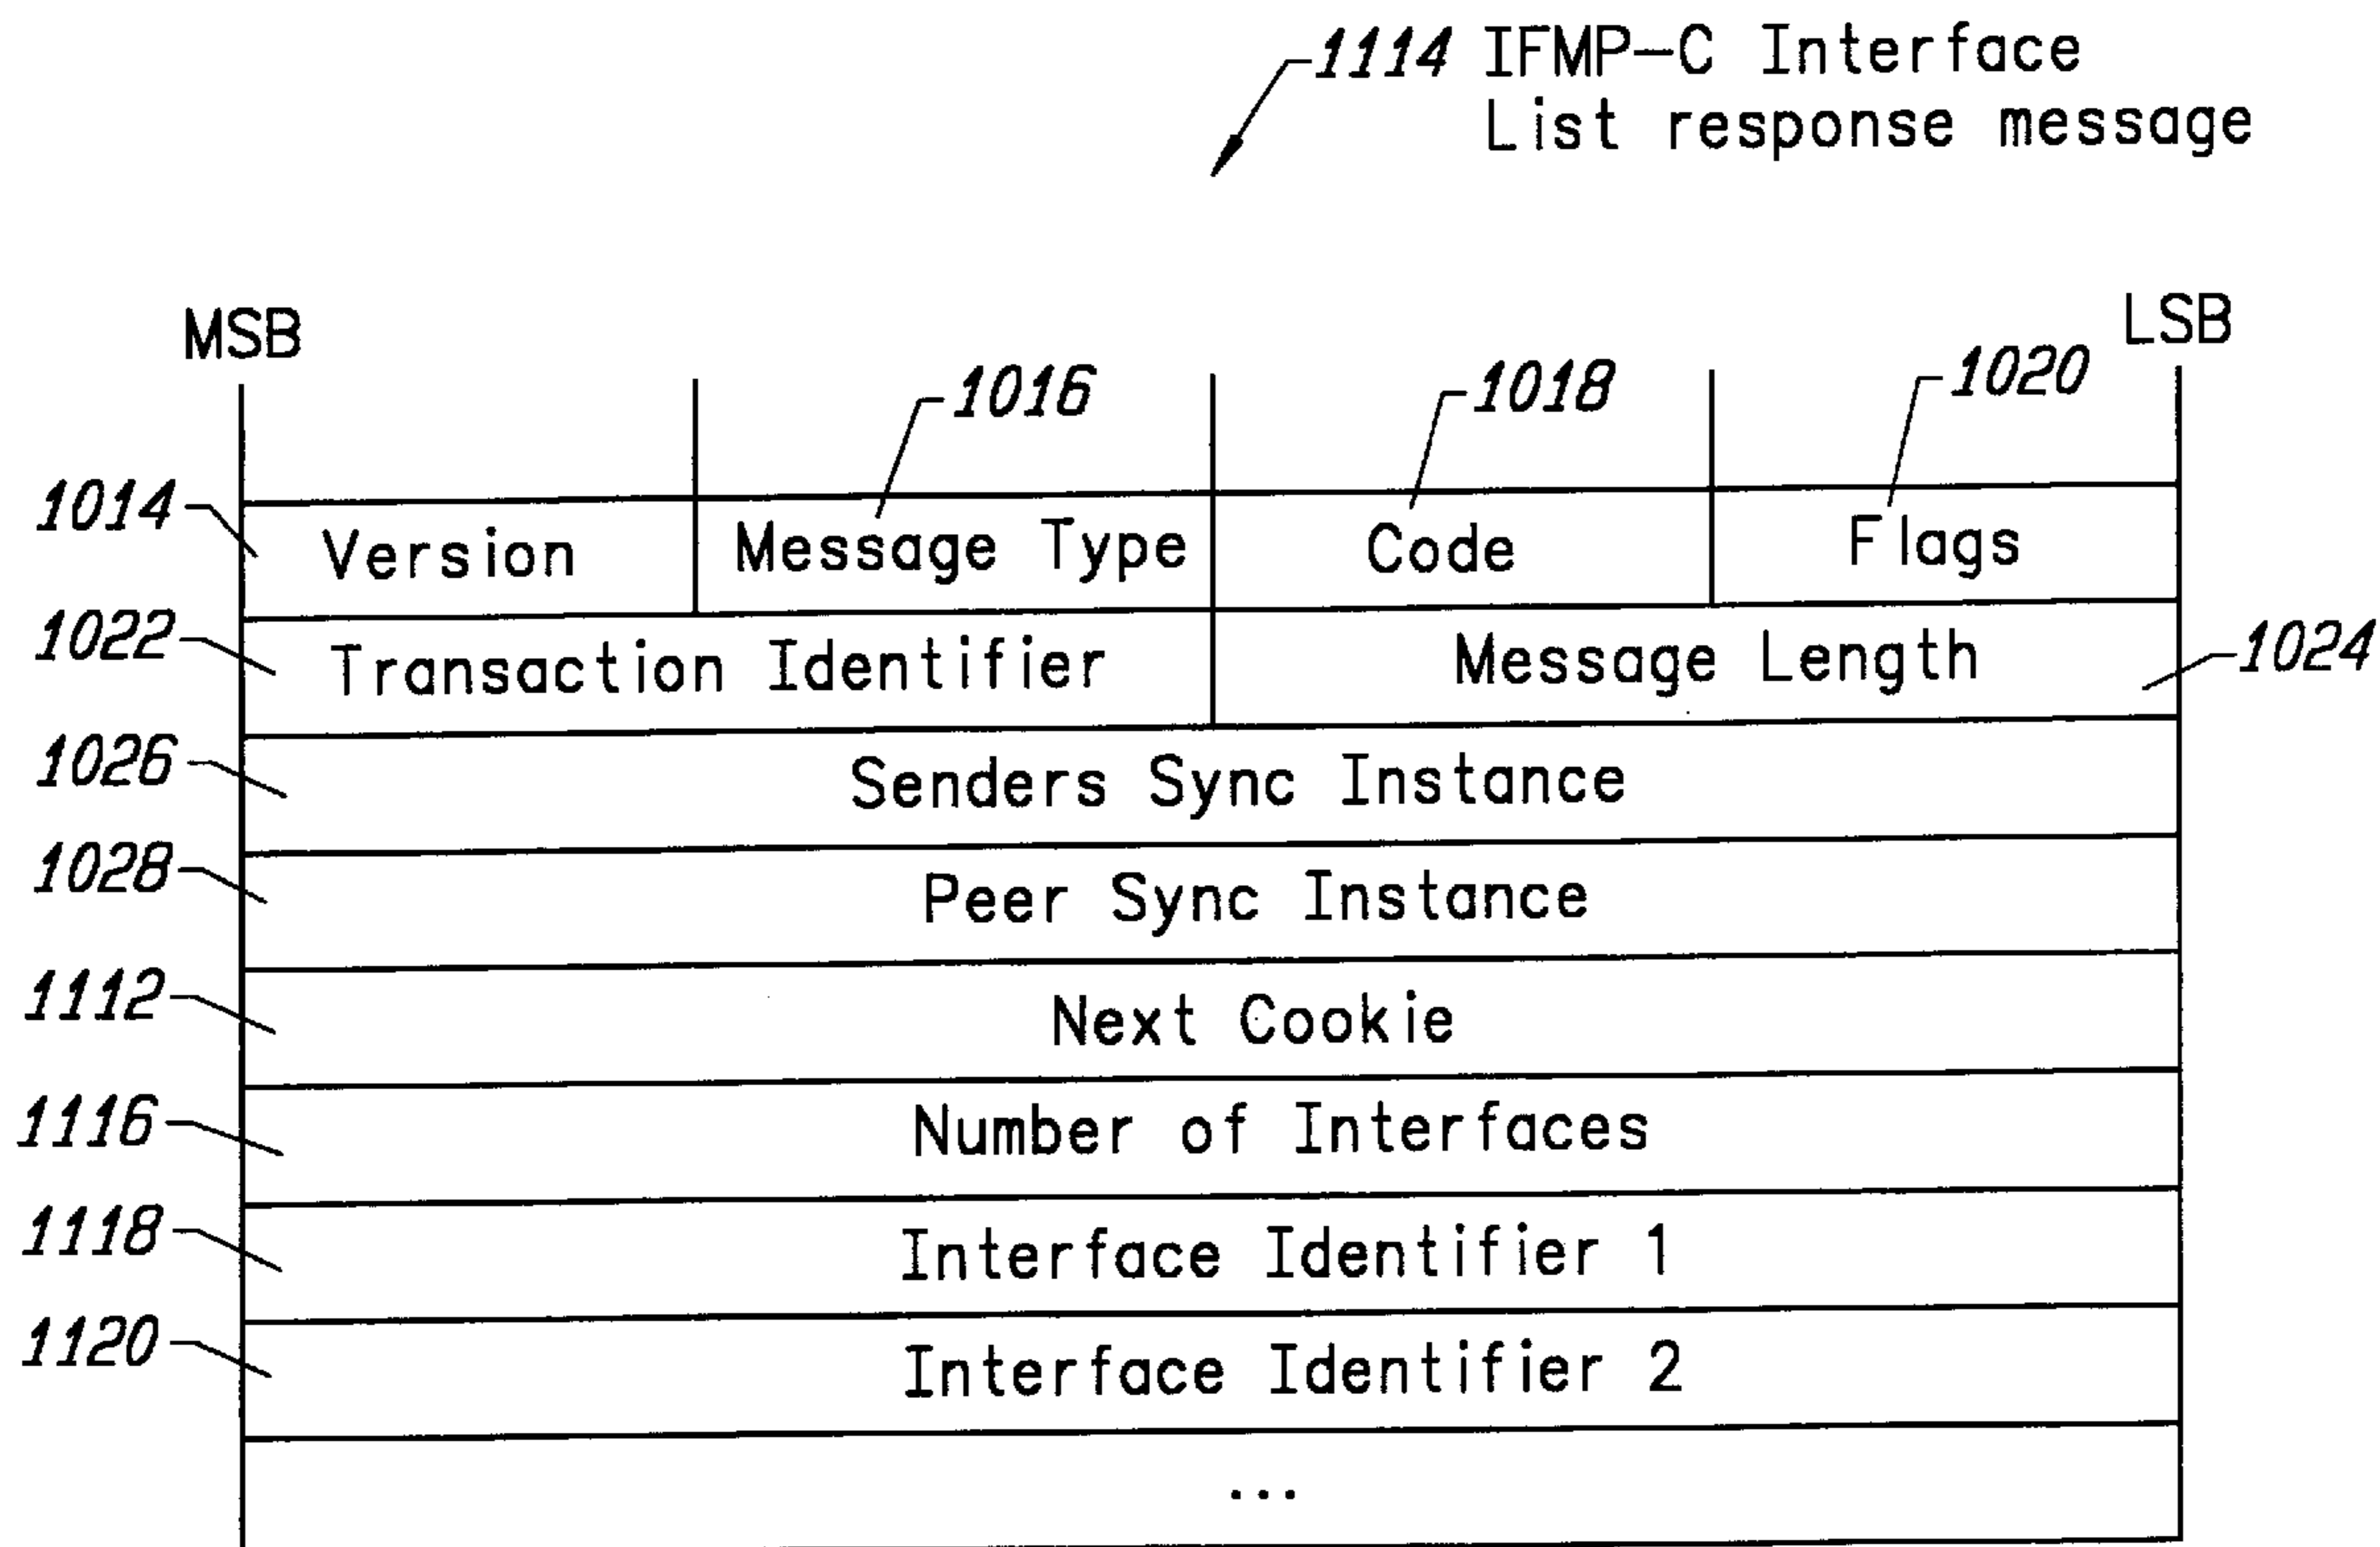 1114 IFMP-C Interface
List response message
MSB
LSB
1016
1018
1020
1014
Version
Message Type
Code
Flags
1022
Transaction Identifier
Message Length
1024
1026
Senders Sync Instance
1028
Peer Sync Instance
1112
Next Cookie
1116
Number of Interfaces
1118
Interface Identifier 1
1120
Interface Identifier 2
...